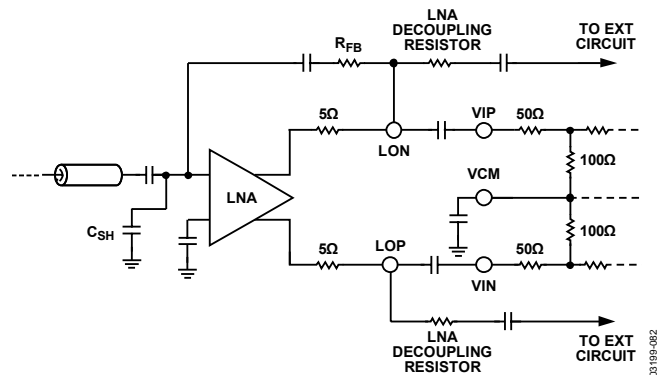 LNA
DECOUPLING
RESISTOR
TO EXT
CIRCUIT
RFB
5Ω
VIP
50Ω
LON
100Ω
VCM
LNA
CSH
100Ω
5Ω
LOP
50Ω
VIN
LNA
DECOUPLING
RESISTOR
TO EXT
CIRCUIT
03199-082